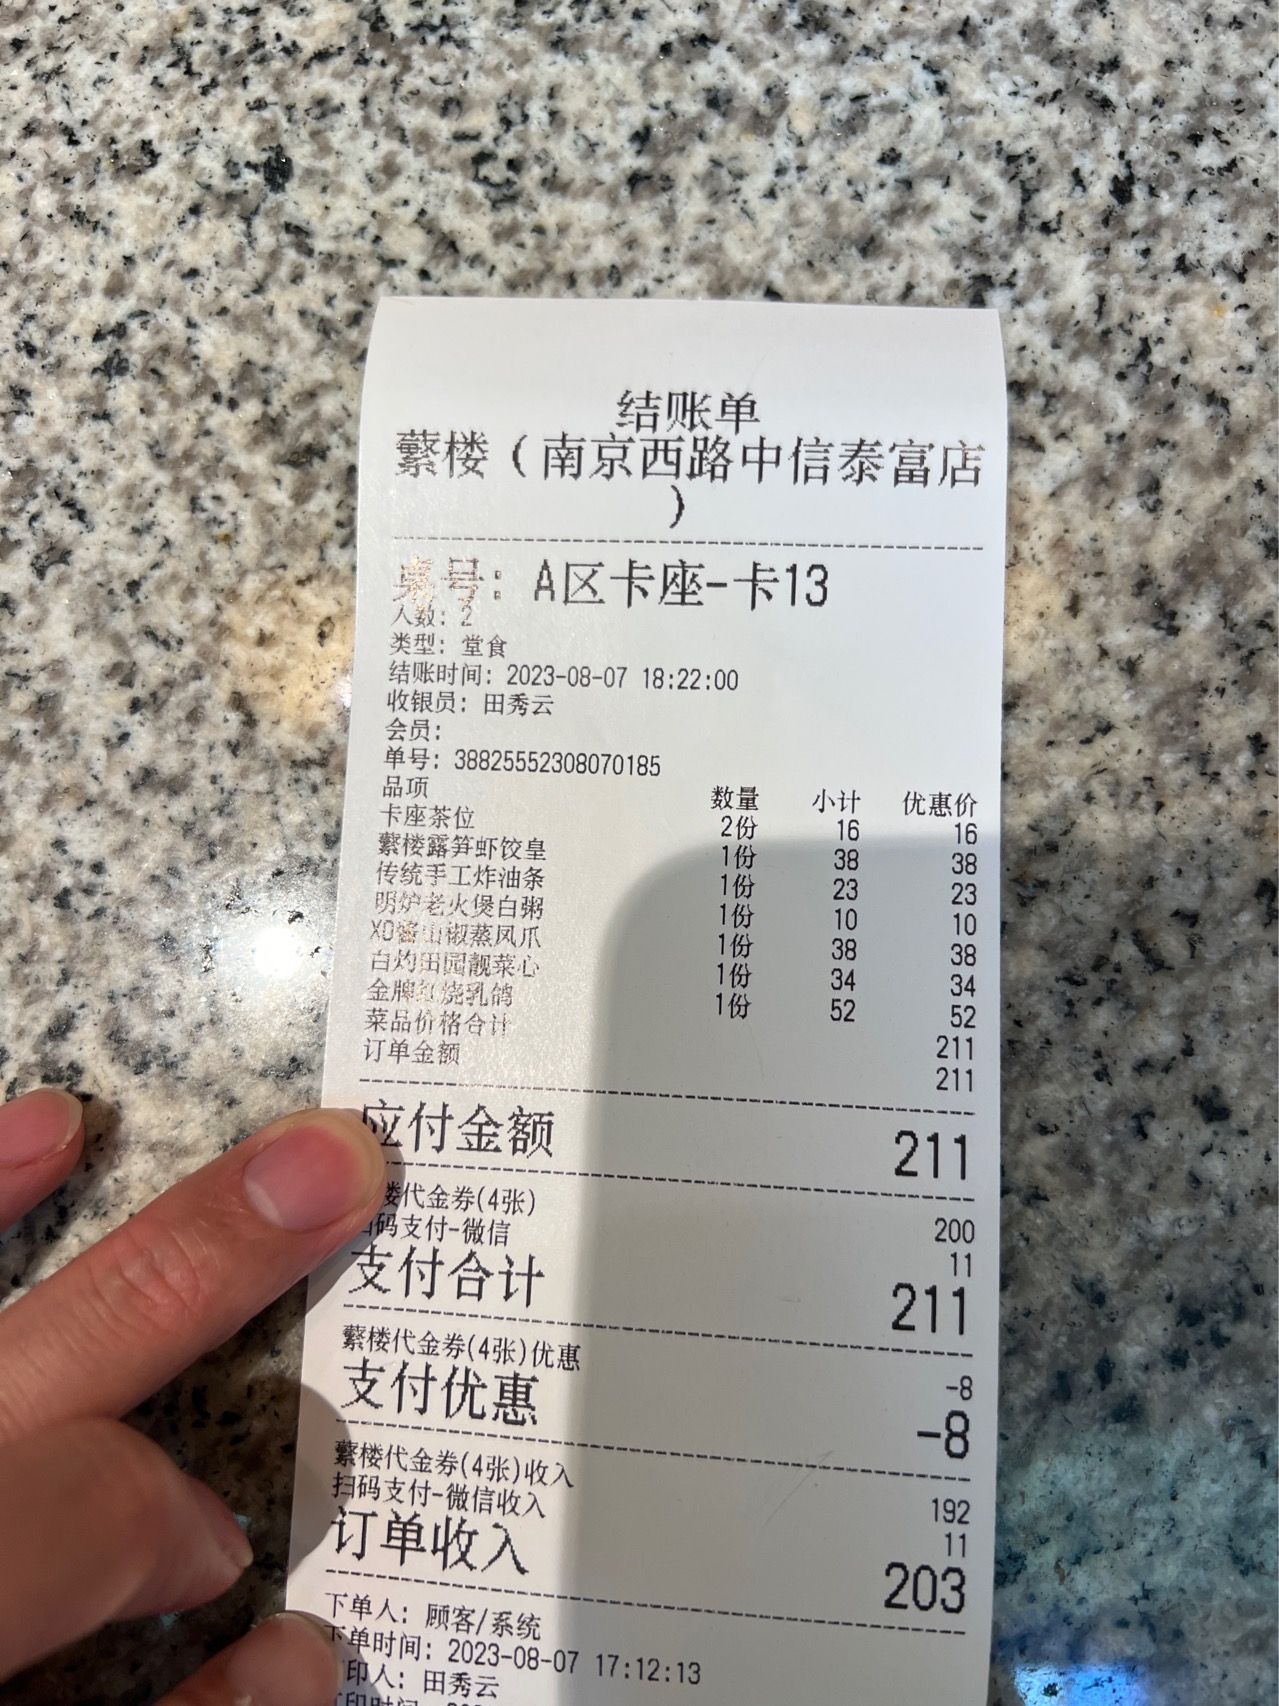 结账单
蘩楼（南京西路中信泰富店
）
桌号：A区卡座-卡13
人数：2
类型：堂食
结账时间：2023-08-07 18:22:00
收银员：田秀云
会员：
单号：38825552308070185
品项 数量 小计 优惠价
卡座茶位 2份 16 16
蘩楼露笋虾饺皇 1份 38 38
传统手工炸油条 1份 23 23
明炉老火煲白粥 1份 10 10
XO酱山椒蒸凤爪 1份 38 38
白灼田园靓菜心 1份 34 34
金牌红烧乳鸽 1份 52 52
菜品价格合计 211
订单金额 211
应付金额 211
楼代金券(4张) 200
扫码支付-微信 11
支付合计 211
蘩楼代金券(4张)优惠 -8
支付优惠 -8
蘩楼代金券(4张)收入 192
扫码支付-微信收入 11
订单收入 203
下单人：顾客/系统
下单时间：2023-08-07 17:12:13
印人：田秀云